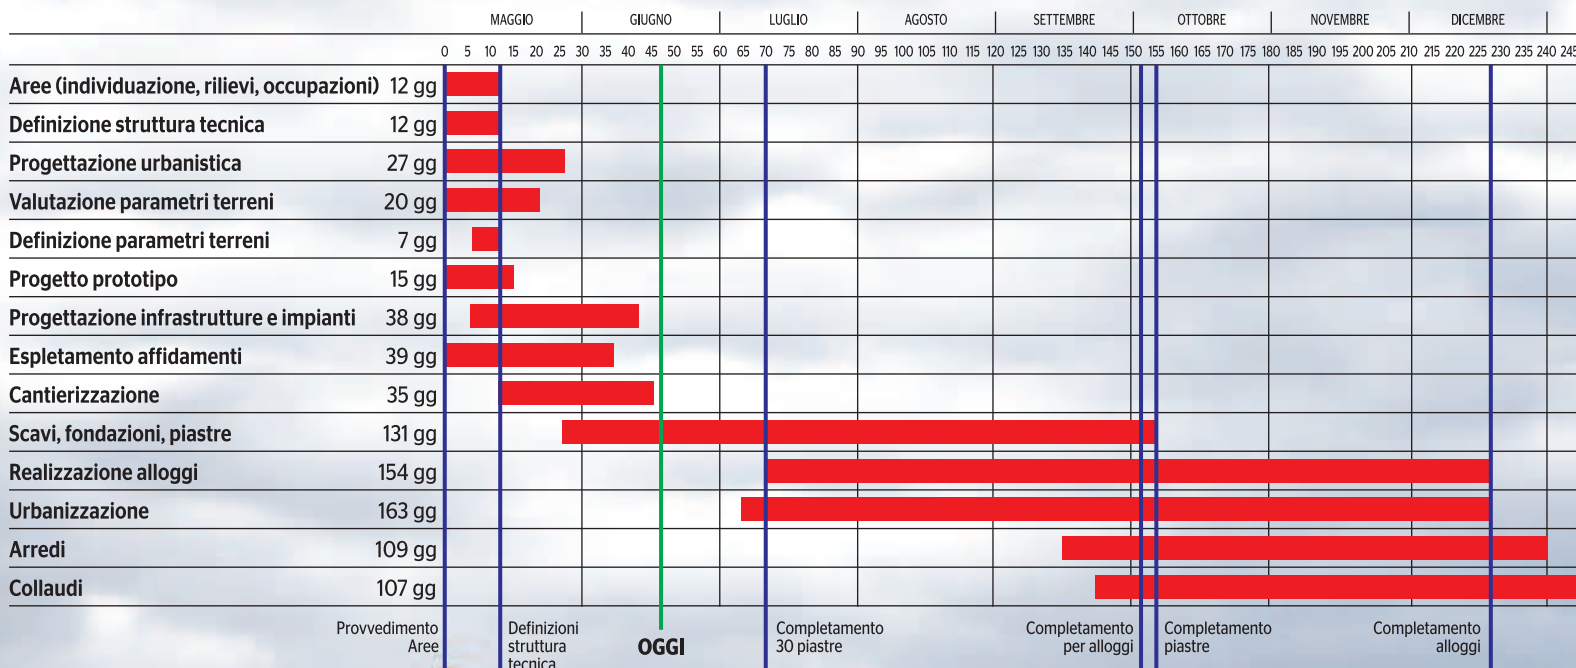 MAGGIO GIUGNO LUGLIO AGOSTO SETTEMBRE OTTOBRE NOVEMBRE DICEMBRE
0 5 10 15 20 25 30 35 40 45 50 55 60 65 70 75 80 85 90 95 100 105 110 115 120 125 130 135 140 145 150 155 160 165 170 175 180 185 190 195 200 205 210 215 220 225 230 235 240 245
Aree (individuazione, rilievi, occupazioni) 12 gg
Definizione struttura tecnica 12 gg
Progettazione urbanistica 27 gg
Valutazione parametri terreni 20 gg
Definizione parametri terreni 7 gg
Progetto prototipo 15 gg
Progettazione infrastrutture e impianti 38 gg
Espletamento affidamenti 39 gg
Cantierizzazione 35 gg
Scavi, fondazioni, piastre 131 gg
Realizzazione alloggi 154 gg
Urbanizzazione 163 gg
Arredi 109 gg
Collaudi 107 gg
Provvedimento
Aree
Definizioni
struttura
tecnica
OGGI
Completamento
30 piastre
Completamento
per alloggi
Completamento
piastre
Completamento
alloggi